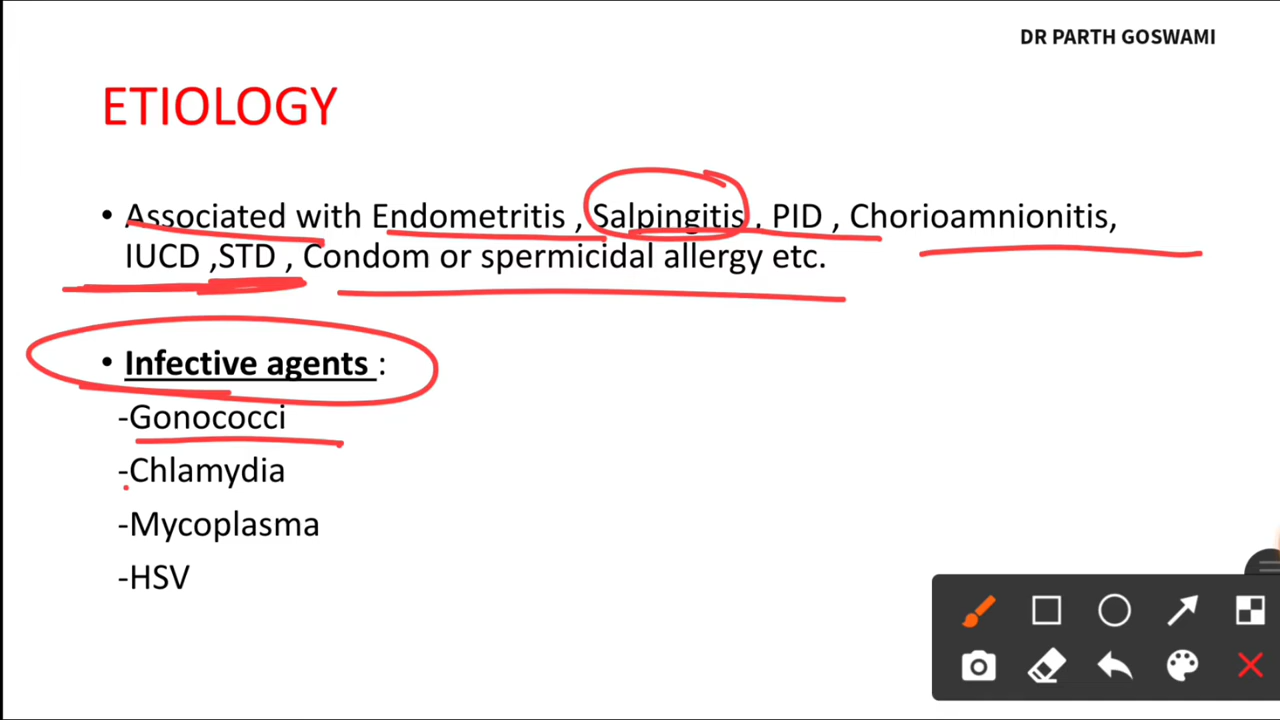 DR PARTH GOSWAMI
ETIOLOGY
• Associated with Endometritis , Salpingitis , PID , Chorioamnionitis,
IUCD ,STD , Condom or spermicidal allergy etc.
• Infective agents :
-Gonococci
-Chlamydia
-Mycoplasma
-HSV